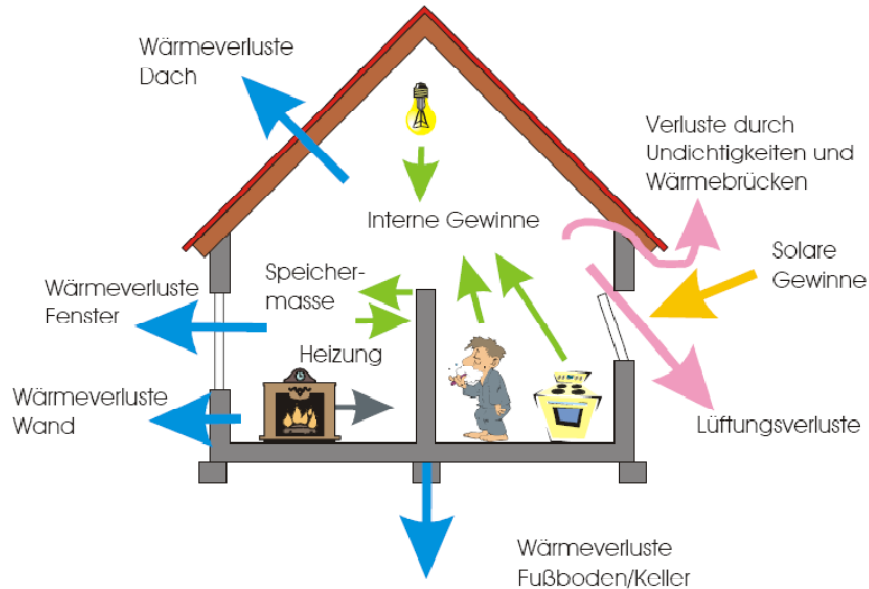 Wärmeverluste
Dach
Verluste durch
Undichtigkeiten und
Wärmebrücken
Interne Gewinne
Solare
Gewinne
Speicher-
masse
Wärmeverluste
Fenster
Heizung
Wärmeverluste
Wand
Lüftungsverluste
Wärmeverluste
Fußboden/Keller